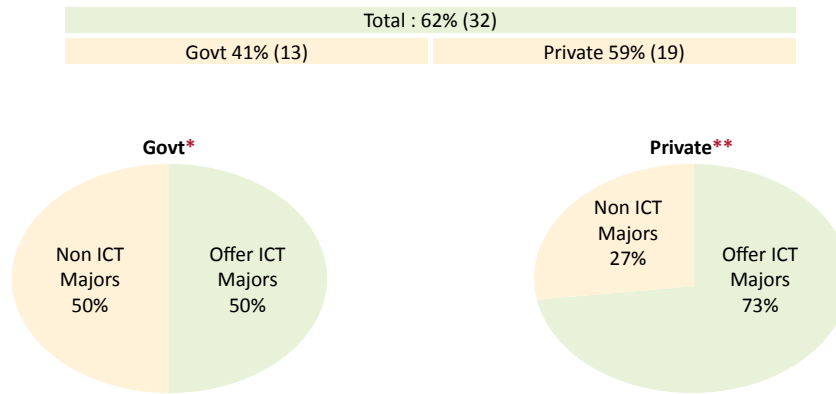 Total : 62% (32)
Govt 41% (13)
Private 59% (19)
Govt*
Private**
Non ICT
Majors
50%
Offer ICT
Majors
50%
Non ICT
Majors
27%
Offer ICT
Majors
73%